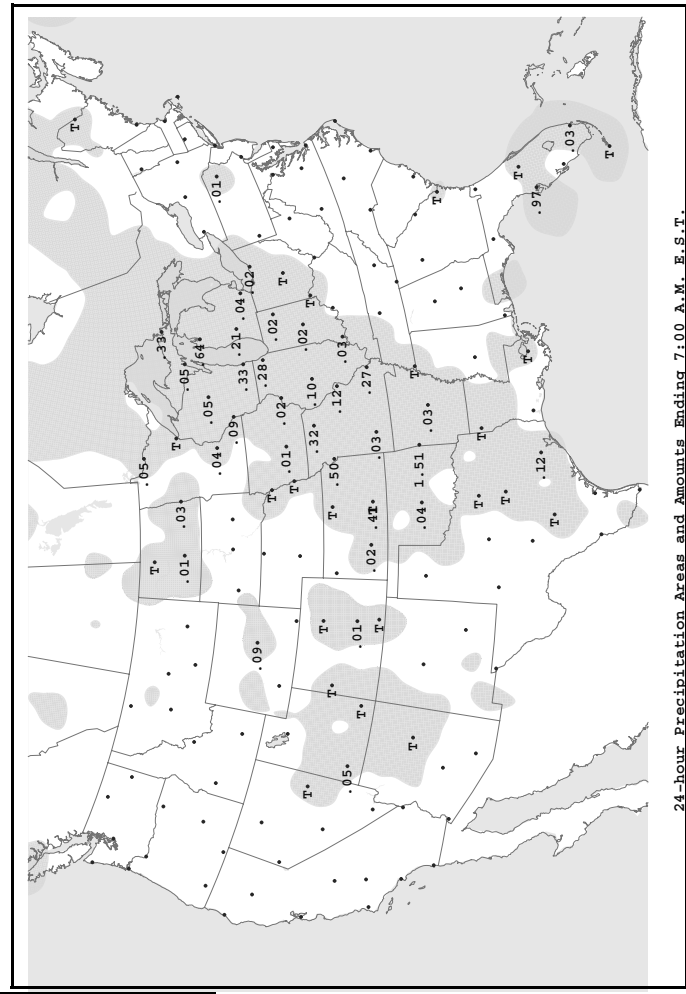 T
.05
T
.33
T
.03
.01
.05
.64
.05
.01
.04
.09
.21
.04
.33
.02
.09
.28
T
.02
.02
T
.01
T
.02
T
T
.10
.32
T
T
T
.50
.12
.03
.05
.01
T
.27
.02
.41
T
.03
T
T
T
1.51
.04
.03
T
T
T
T
T
T
.97
.12
T
.03
T
24-hour Precipitation Areas and Amounts Ending 7:00 A.M. E.S.T.